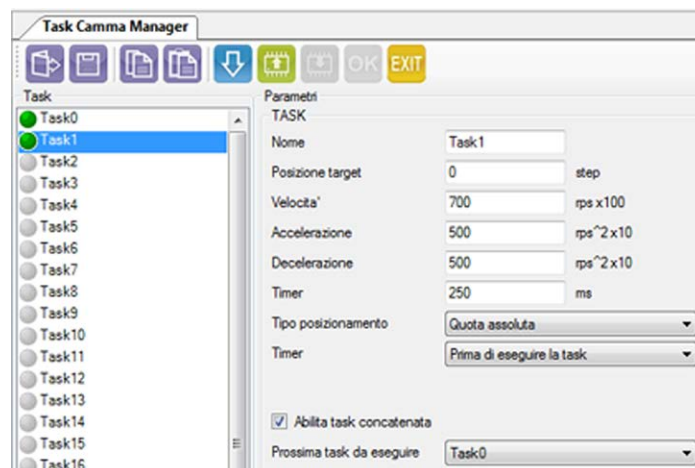 Task Camma Manager
OK EXIT
Task
Task0
Task1
Task2
Task3
Task4
Task5
Task6
Task7
Task8
Task9
Task10
Task11
Task12
Task13
Task14
Task15
Task16
Parametri
TASK
Nome Task1
Posizione target 0 step
Velocita' 700 rps x100
Accelerazione 500 rps^2 x10
Decelerazione 500 rps^2 x10
Timer 250 ms
Tipo posizionamento Quota assoluta
Timer Prima di eseguire la task
Abilita task concatenata
Prossima task da eseguire Task0